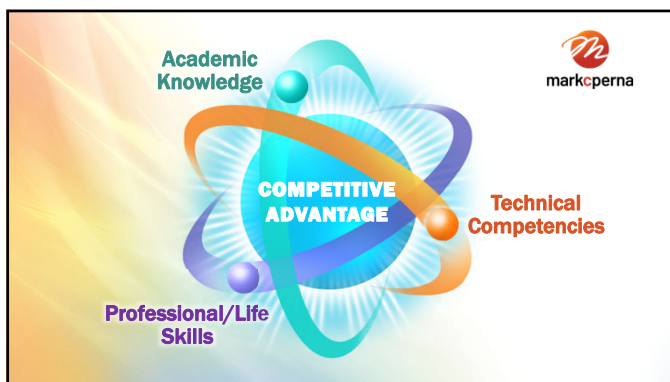 Academic
Knowledge
markcperna
COMPETITIVE
ADVANTAGE
Technical
Competencies
Professional/Life
Skills